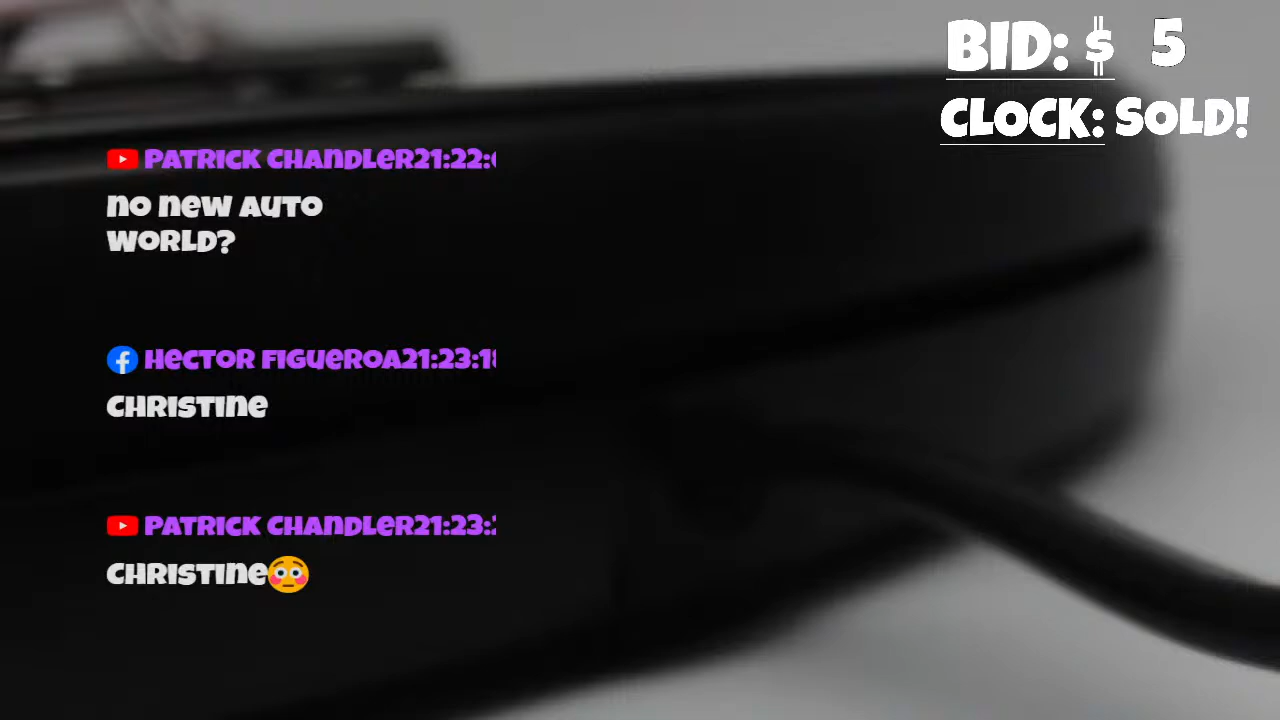 BID: $ 5
CLOCK: SOLD!
PATRICK CHANDLER21:22:
NO NEW AUTO
WORLD?
HECTOR FIGUEROA21:23:18
CHRISTINE
PATRICK CHANDLER21:23:
CHRISTINE😳